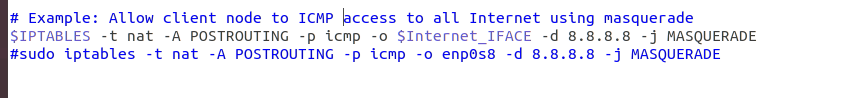 # Example: Allow client node to ICMP access to all Internet using masquerade
$IPTABLES -t nat -A POSTROUTING -p icmp -o $Internet_IFACE -d 8.8.8.8 -j MASQUERADE
#sudo iptables -t nat -A POSTROUTING -p icmp -o enp0s8 -d 8.8.8.8 -j MASQUERADE